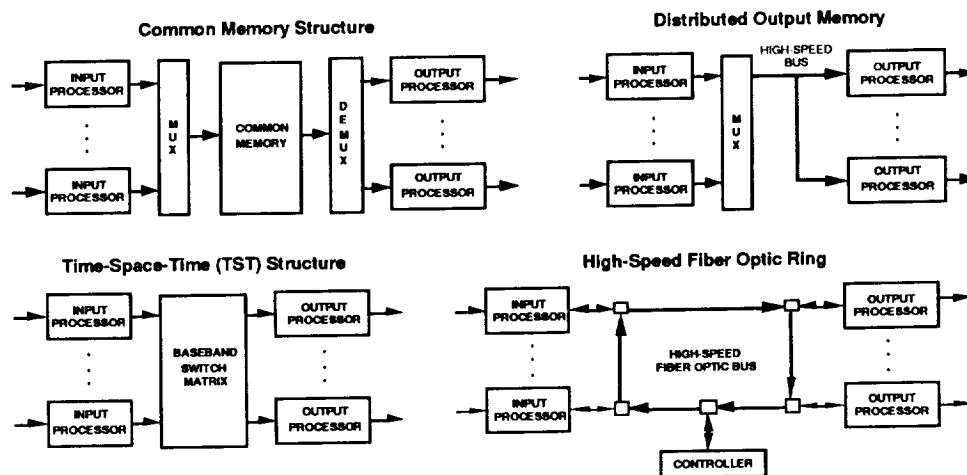 Common Memory Structure
INPUT
PROCESSOR
INPUT
PROCESSOR
MUX
COMMON
MEMORY
DEMUX
OUTPUT
PROCESSOR
OUTPUT
PROCESSOR
Distributed Output Memory
INPUT
PROCESSOR
INPUT
PROCESSOR
MUX
HIGH-SPEED
BUS
OUTPUT
PROCESSOR
OUTPUT
PROCESSOR
Time-Space-Time (TST) Structure
INPUT
PROCESSOR
INPUT
PROCESSOR
BASEBAND
SWITCH
MATRIX
OUTPUT
PROCESSOR
OUTPUT
PROCESSOR
High-Speed Fiber Optic Ring
INPUT
PROCESSOR
INPUT
PROCESSOR
HIGH-SPEED
FIBER OPTIC BUS
OUTPUT
PROCESSOR
OUTPUT
PROCESSOR
CONTROLLER